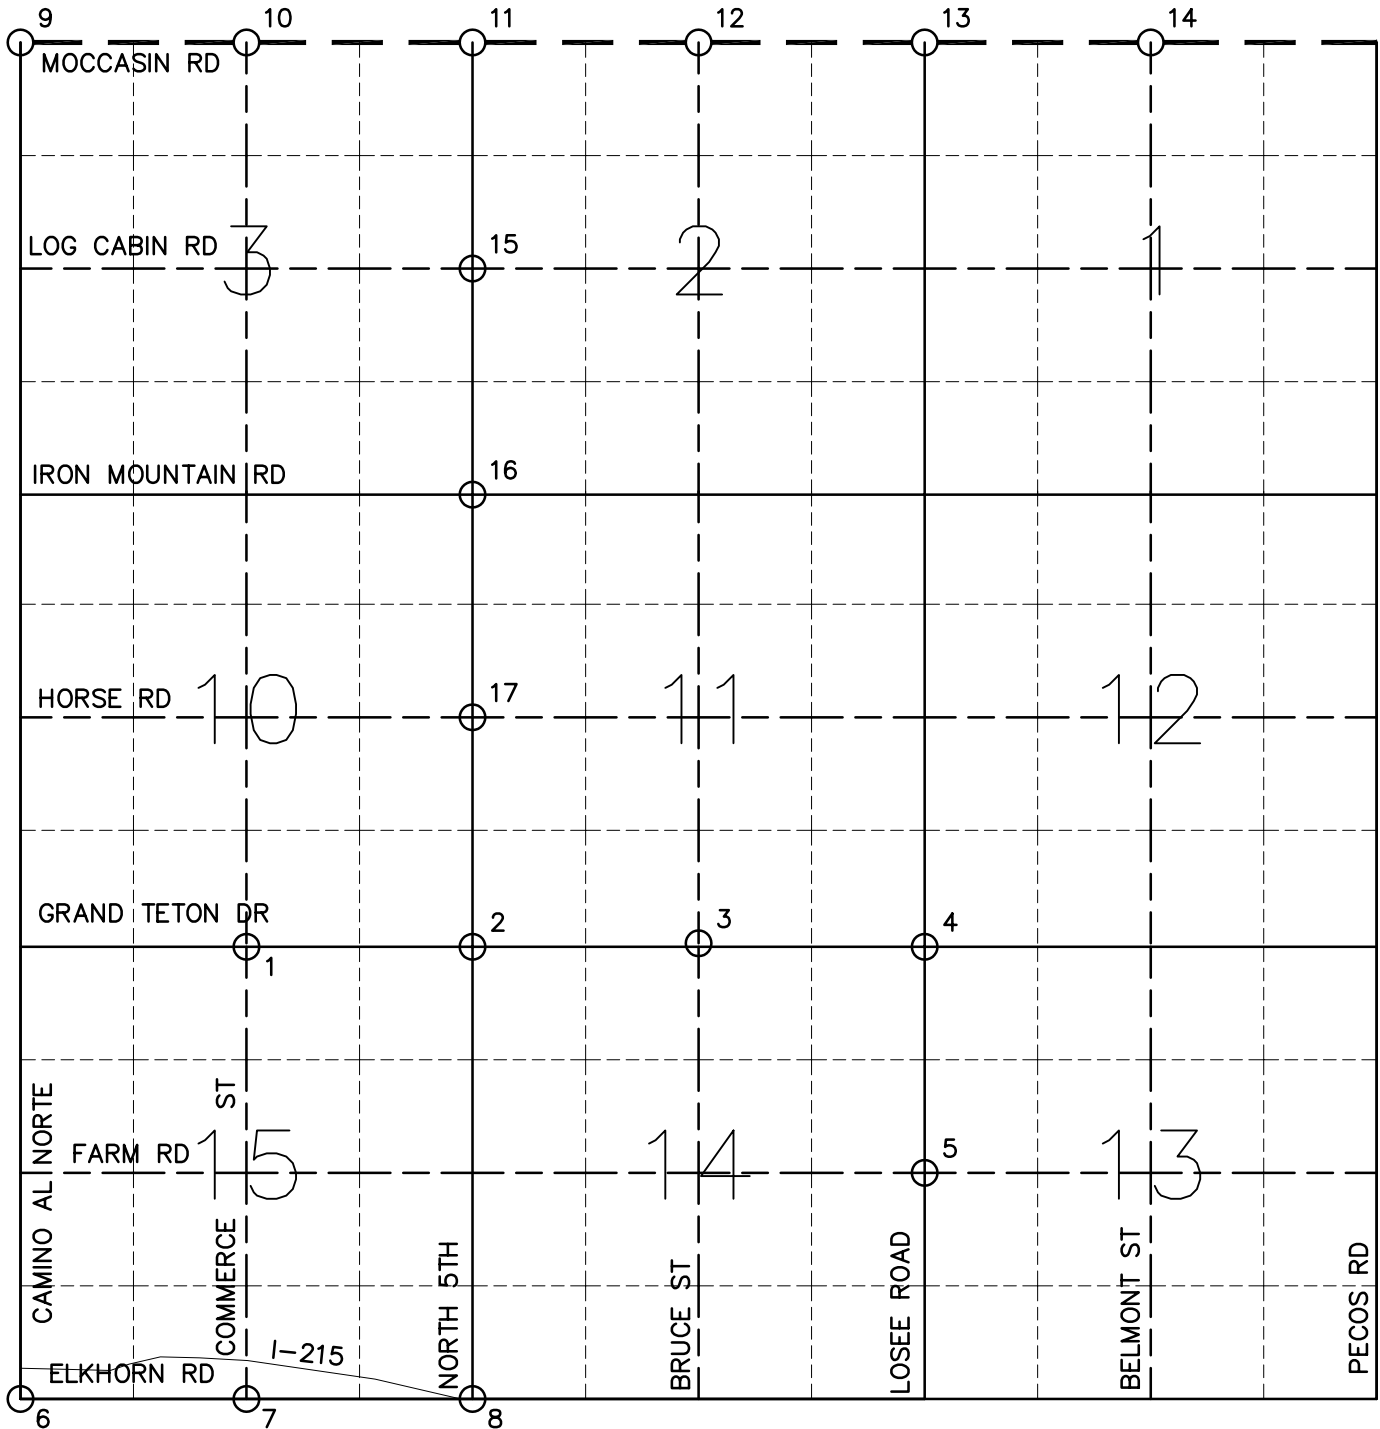 9 10 11 12 13 14
MOCCASIN RD
LOG CABIN RD 3 15 2 1
IRON MOUNTAIN RD 16
HORSE RD 10 17 11 12
GRAND TETON DR 2 3 4
1
FARM RD 15 14 5 13
CAMINO AL NORTE
COMMERCE ST
NORTH 5TH
BRUCE ST
LOSEE ROAD
BELMONT ST
PECOS RD
I-215
ELKHORN RD
6 7 8